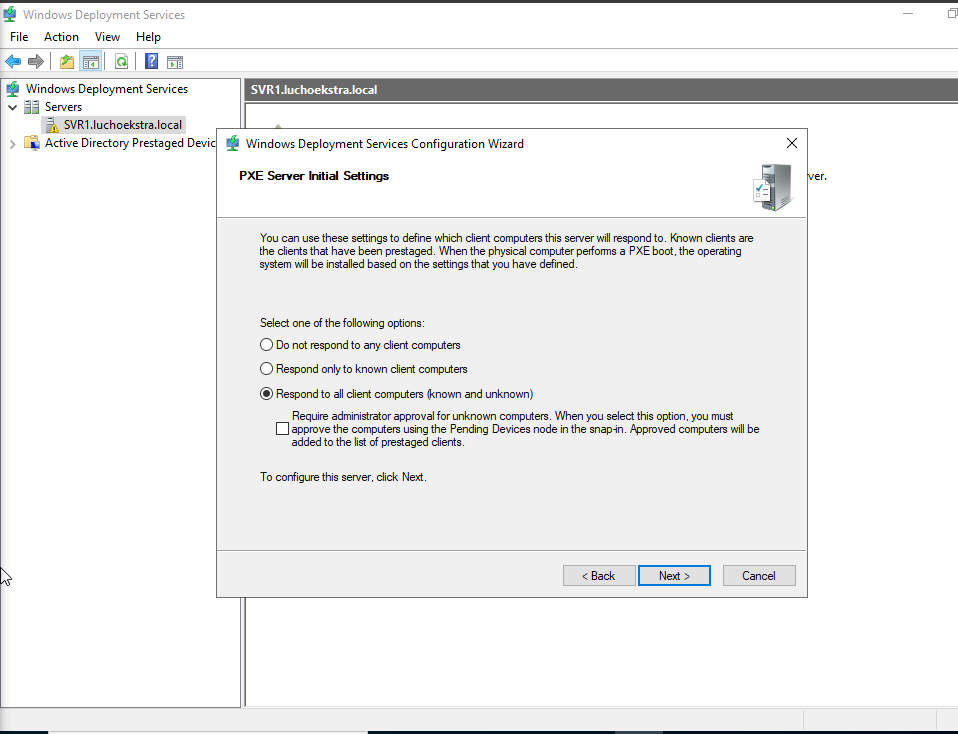 Windows Deployment Services
File Action View Help
Windows Deployment Services
Servers
SVR1.luchoekstra.local
Active Directory Prestaged Devic
SVR1.luchoekstra.local
ver.
Windows Deployment Services Configuration Wizard
PXE Server Initial Settings
You can use these settings to define which client computers this server will respond to. Known clients are
the clients that have been prestaged. When the physical computer performs a PXE boot, the operating
system will be installed based on the settings that you have defined.
Select one of the following options:
Do not respond to any client computers
Respond only to known client computers
Respond to all client computers (known and unknown)
Require administrator approval for unknown computers. When you select this option, you must
approve the computers using the Pending Devices node in the snap-in. Approved computers will be
added to the list of prestaged clients.
To configure this server, click Next.
< Back Next > Cancel